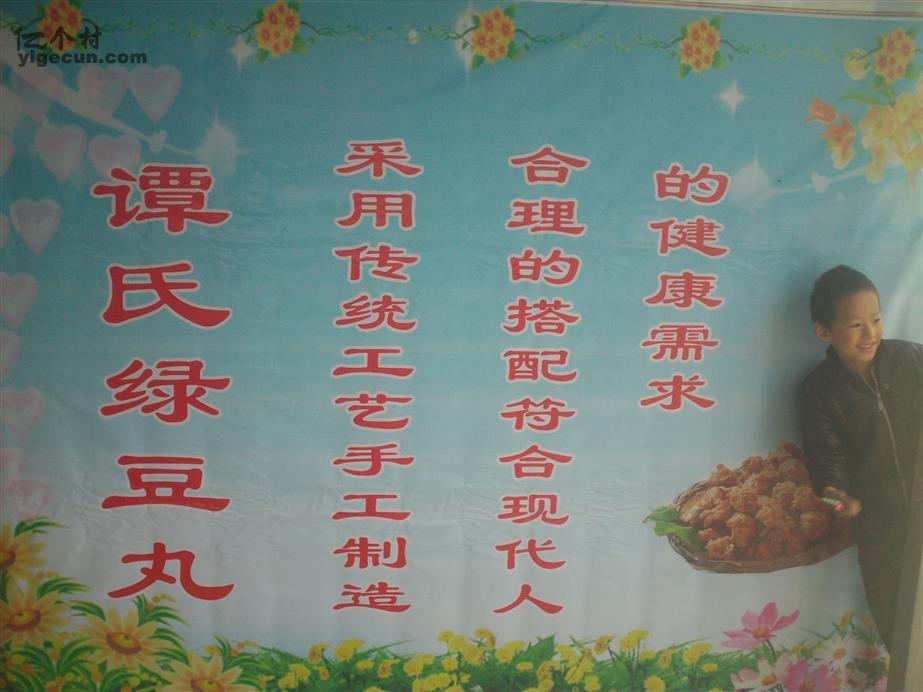 亿个村
yigecun.com
谭氏绿豆丸
采用传统工艺手工制造
合理的搭配符合现代人
的健康需求